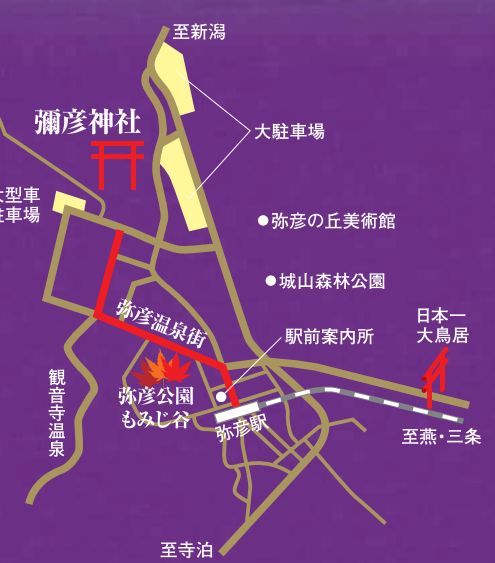 至新潟
彌彦神社
大駐車場
大型車
駐車場
弥彦の丘美術館
城山森林公園
日本一
大鳥居
弥彦温泉街
駅前案内所
観音寺温泉
弥彦公園
もみじ谷
弥彦駅
至燕・三条
至寺泊